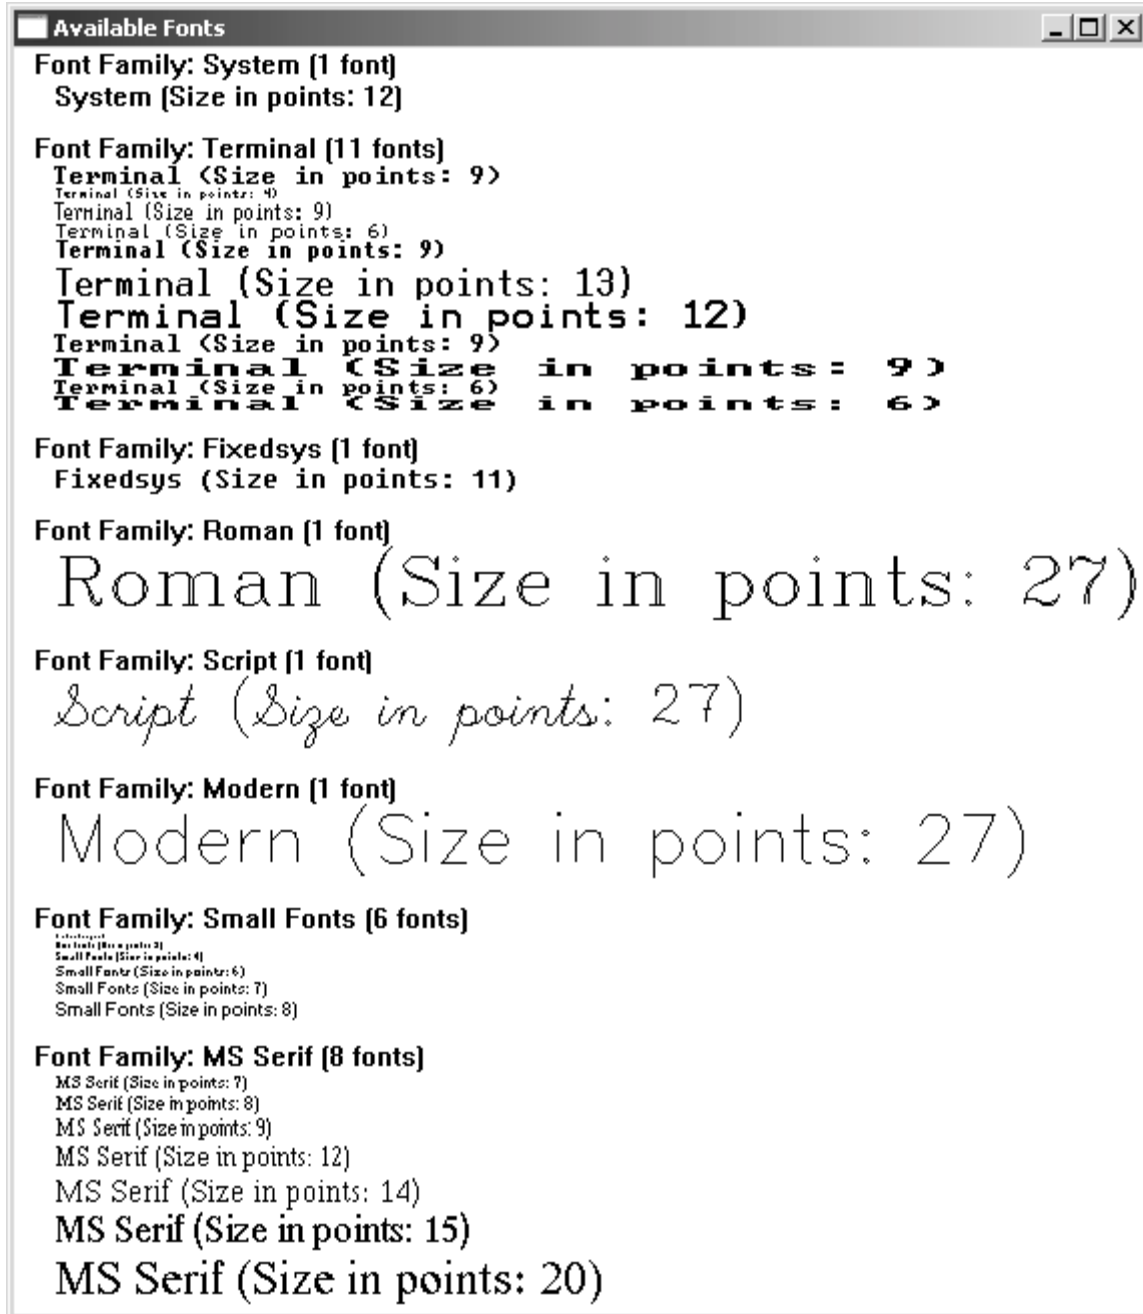 Available Fonts
Font Family: System (1 font)
System (Size in points: 12)
Font Family: Terminal (11 fonts)
Terminal (Size in points: 9)
Terminal (Size in points: 4)
Terminal (Size in points: 9)
Terminal (Size in points: 6)
Terminal (Size in points: 9)
Terminal (Size in points: 13)
Terminal (Size in points: 12)
Terminal (Size in points: 9)
Terminal (Size in points: 9)
Terminal (Size in points: 6)
Terminal (Size in points: 6)
Font Family: Fixedsys (1 font)
Fixedsys (Size in points: 11)
Font Family: Roman (1 font)
Roman (Size in points: 27)
Font Family: Script (1 font)
Script (Size in points: 27)
Font Family: Modern (1 font)
Modern (Size in points: 27)
Font Family: Small Fonts (6 fonts)
Small Fonts (Size in points: 4)
Small Fonts (Size in points: 6)
Small Fonts (Size in points: 7)
Small Fonts (Size in points: 8)
Font Family: MS Serif (8 fonts)
MS Serif (Size in points: 7)
MS Serif (Size in points: 8)
MS Serif (Size in points: 9)
MS Serif (Size in points: 12)
MS Serif (Size in points: 14)
MS Serif (Size in points: 15)
MS Serif (Size in points: 20)